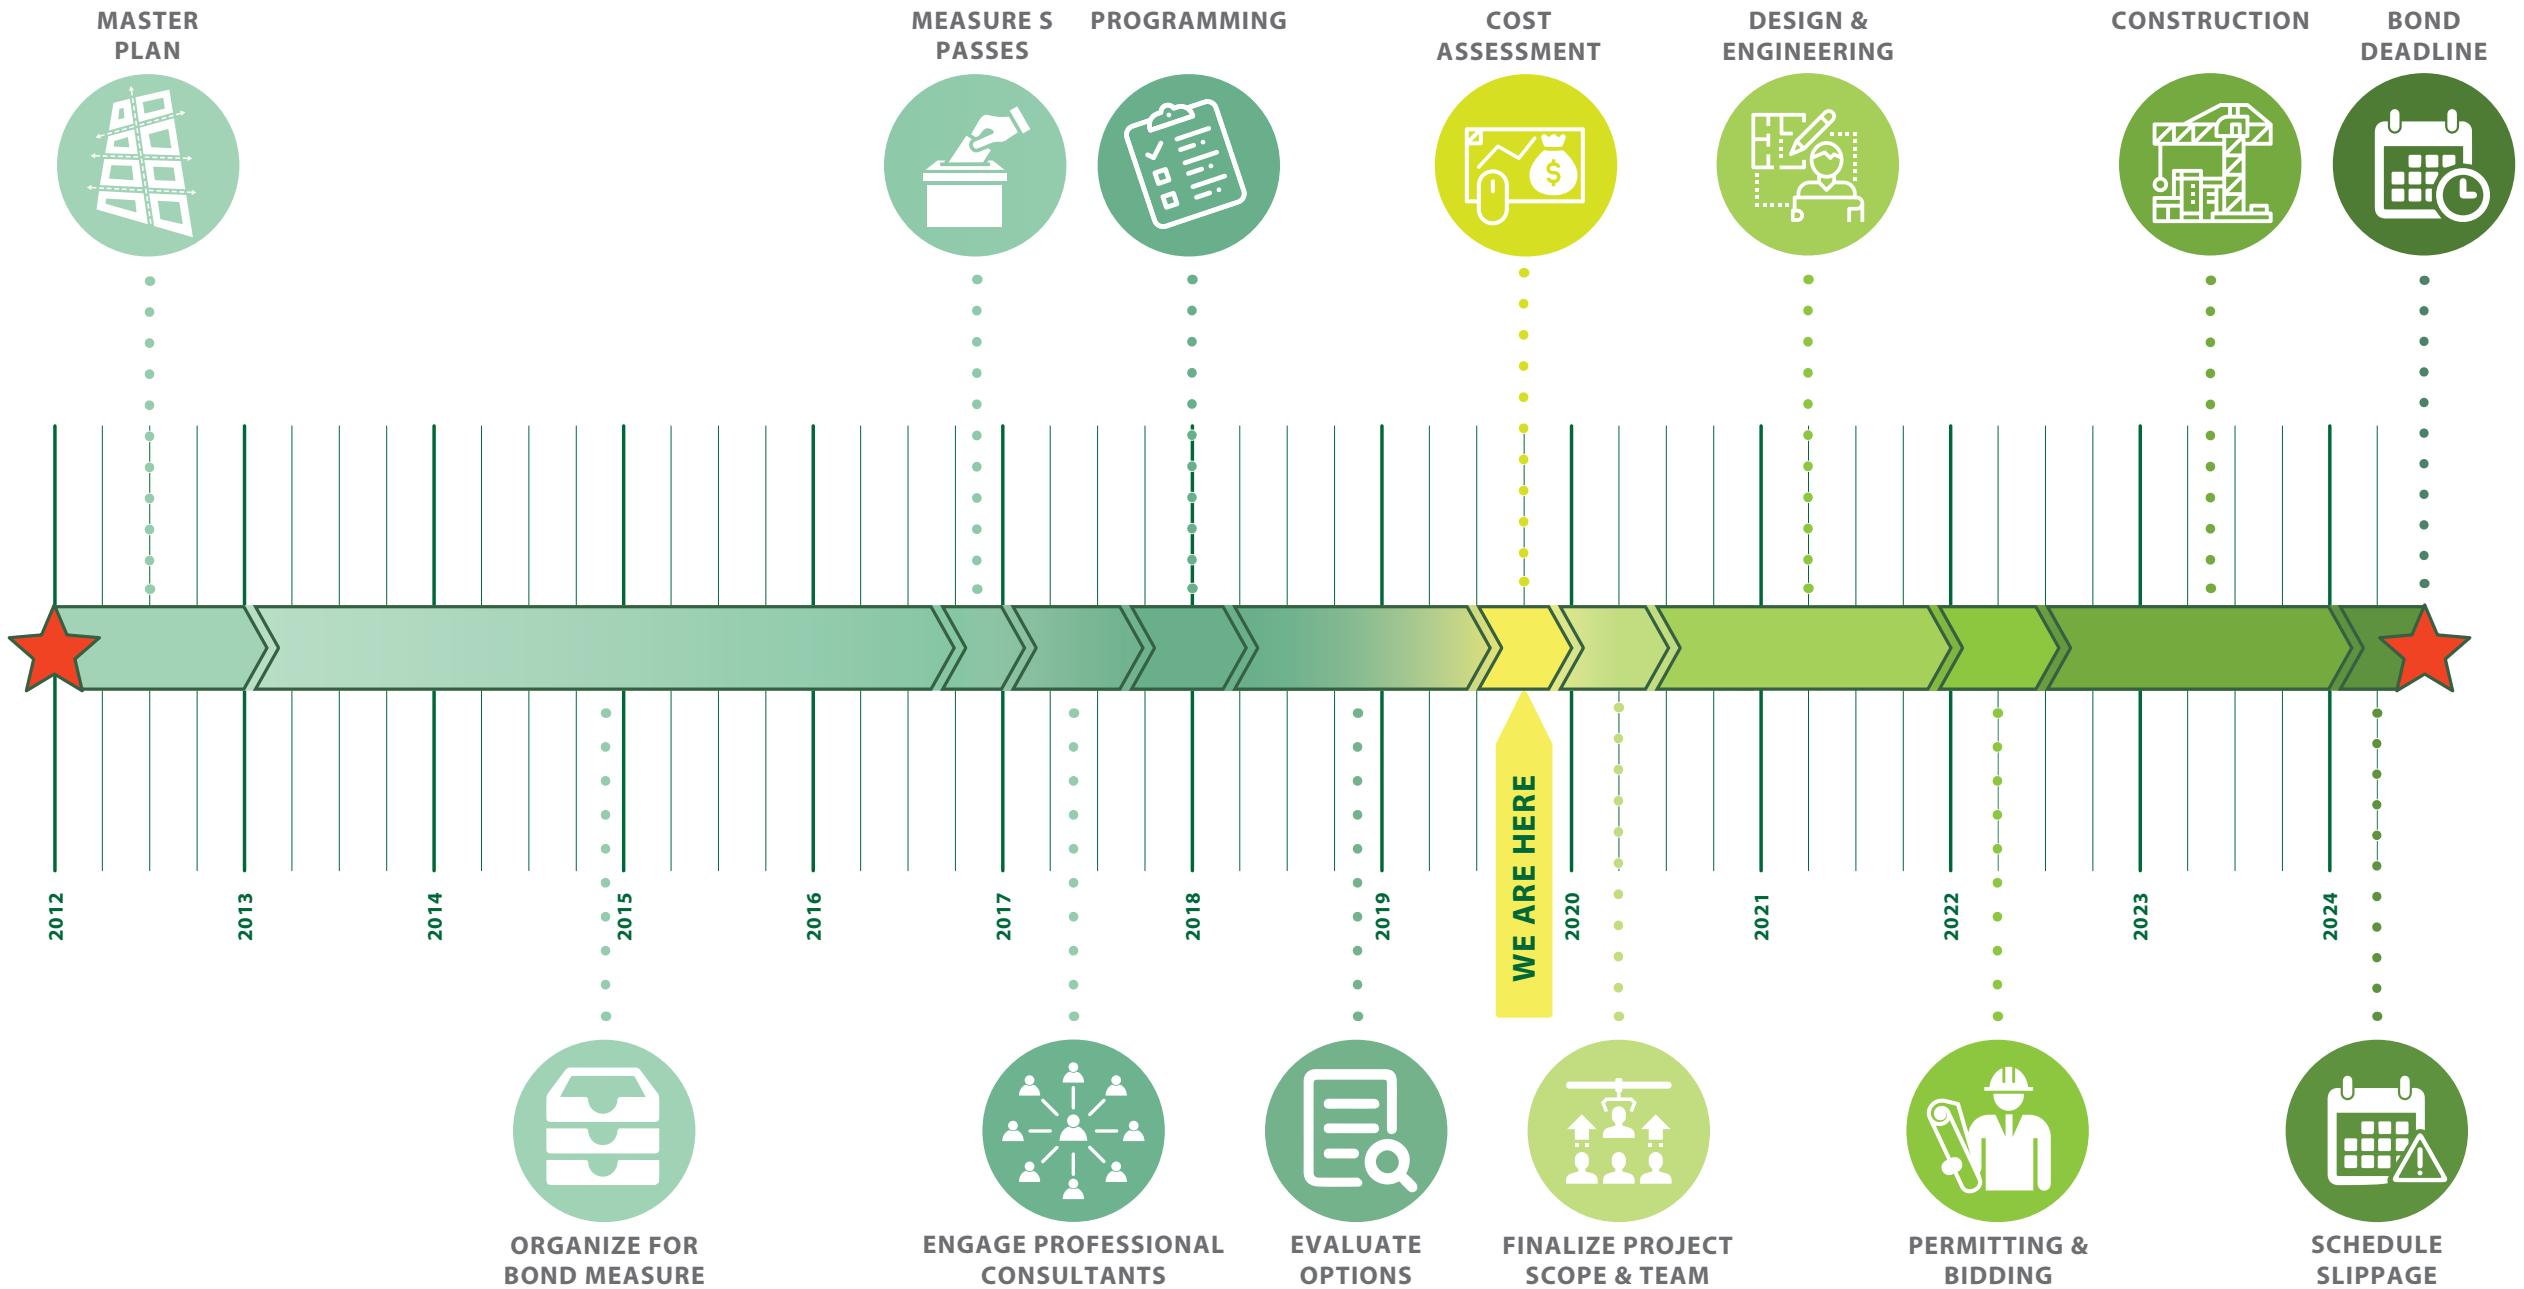 MASTER
PLAN
MEASURE S
PASSES
PROGRAMMING
COST
ASSESSMENT
DESIGN &
ENGINEERING
CONSTRUCTION
BOND
DEADLINE
$
WE ARE HERE
2012
2013
2014
2015
2016
2017
2018
2019
2020
2021
2022
2023
2024
ORGANIZE FOR
BOND MEASURE
ENGAGE PROFESSIONAL
CONSULTANTS
EVALUATE
OPTIONS
FINALIZE PROJECT
SCOPE & TEAM
PERMITTING &
BIDDING
SCHEDULE
SLIPPAGE